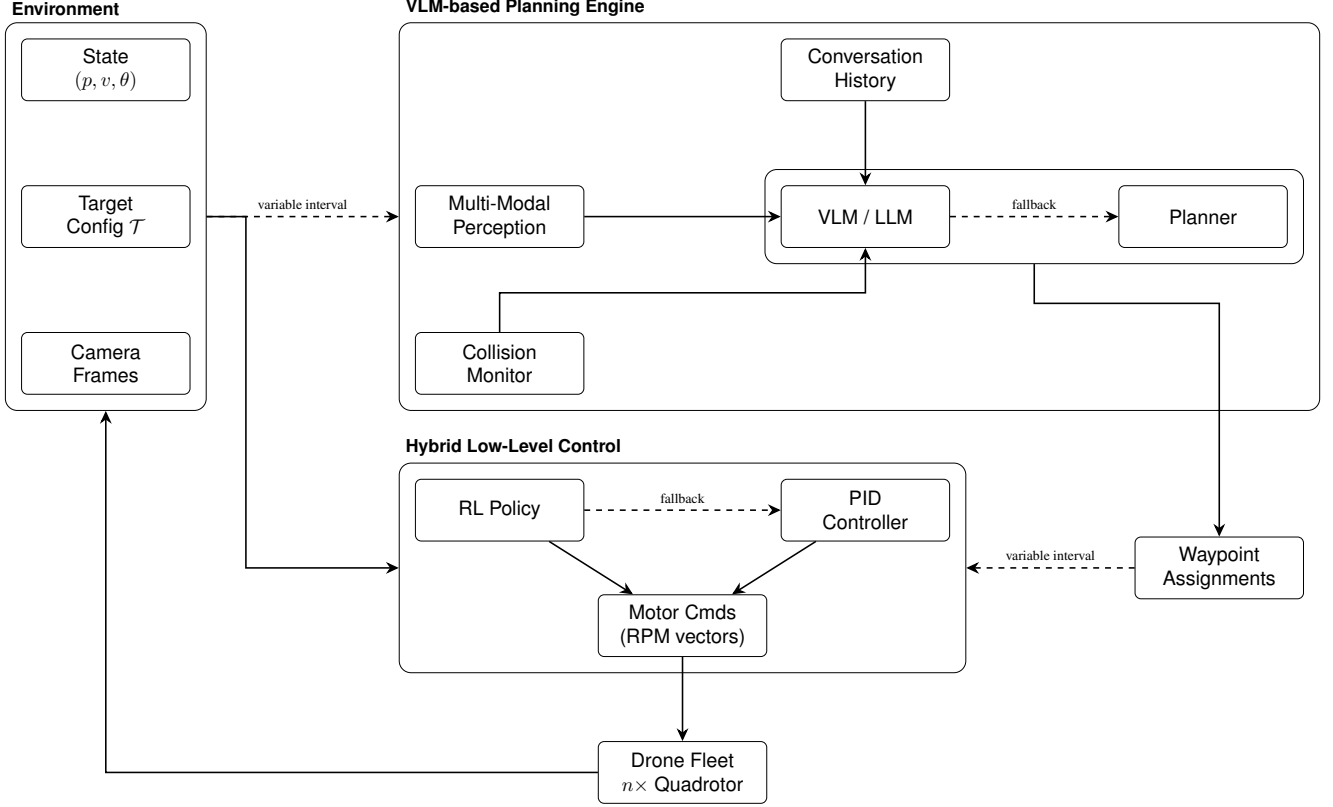 Environment
State
(p, v, θ)
Target
Config 𝒯
Camera
Frames
variable interval
VLM-based Planning Engine
Conversation
History
Multi-Modal
Perception
VLM / LLM
fallback
Planner
Collision
Monitor
Hybrid Low-Level Control
RL Policy
fallback
PID
Controller
Motor Cmds
(RPM vectors)
variable interval
Waypoint
Assignments
Drone Fleet
n× Quadrotor